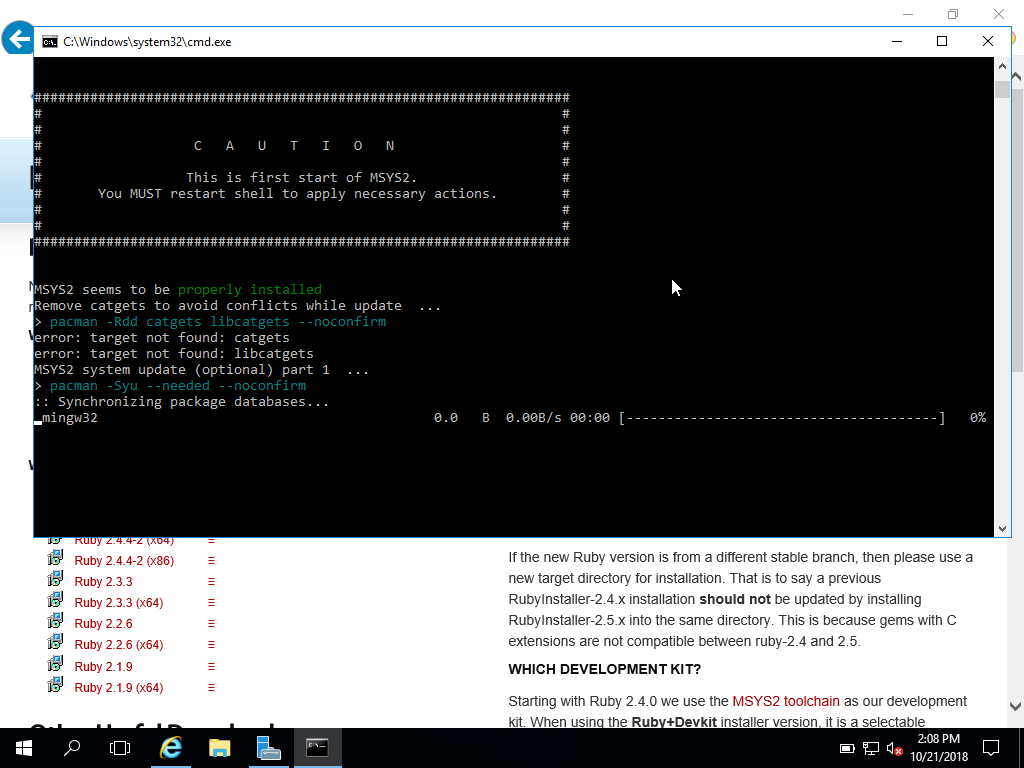 C:\Windows\system32\cmd.exe
###################################################################
# #
# #
# C A U T I O N #
# #
# This is first start of MSYS2. #
# You MUST restart shell to apply necessary actions. #
# #
# #
###################################################################
MSYS2 seems to be properly installed
Remove catgets to avoid conflicts while update ...
> pacman -Rdd catgets libcatgets --noconfirm
error: target not found: catgets
error: target not found: libcatgets
MSYS2 system update (optional) part 1 ...
> pacman -Syu --needed --noconfirm
:: Synchronizing package databases...
mingw32 0.0 B 0.00B/s 00:00 [---------------------------------------] 0%
Ruby 2.4.4-2 (x64)
Ruby 2.4.4-2 (x86)
Ruby 2.3.3
Ruby 2.3.3 (x64)
Ruby 2.2.6
Ruby 2.2.6 (x64)
Ruby 2.1.9
Ruby 2.1.9 (x64)
If the new Ruby version is from a different stable branch, then please use a
new target directory for installation. That is to say a previous
RubyInstaller-2.4.x installation should not be updated by installing
RubyInstaller-2.5.x into the same directory. This is because gems with C
extensions are not compatible between ruby-2.4 and 2.5.
WHICH DEVELOPMENT KIT?
Starting with Ruby 2.4.0 we use the MSYS2 toolchain as our development
kit. When using the Ruby+Devkit installer version, it is a selectable
2:08 PM
10/21/2018